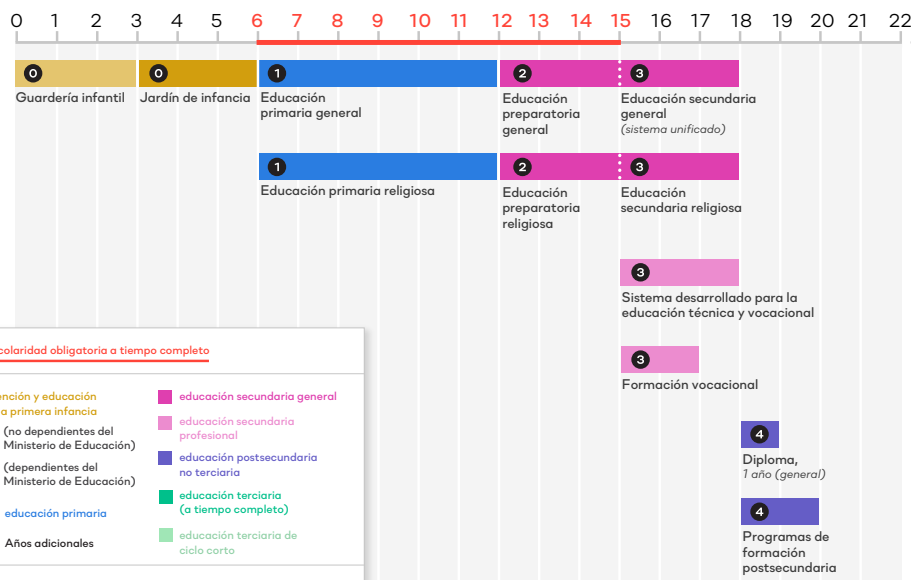 0 1 2 3 4 5 6 7 8 9 10 11 12 13 14 15 16 17 18 19 20 21 22
0 0 1 2 3
Guardería infantil Jardín de infancia Educación
primaria general
Educación
preparatoria
general
Educación secundaria
general
(sistema unificado)
1 2 3
Educación primaria religiosa
Educación
preparatoria
religiosa
Educación
secundaria religiosa
3
Sistema desarrollado para la
educación técnica y vocacional
3
Formación vocacional
4
Diploma,
1 año (general)
4
Programas de
formación
postsecundaria
colaridad obligatoria a tiempo completo
ención y educación
a primera infancia
(no dependientes del
Ministerio de Educación)
(dependientes del
Ministerio de Educación)
educación primaria
Años adicionales
educación secundaria general
educación secundaria
profesional
educación postsecundaria
no terciaria
educación terciaria
(a tiempo completo)
educación terciaria de
ciclo corto